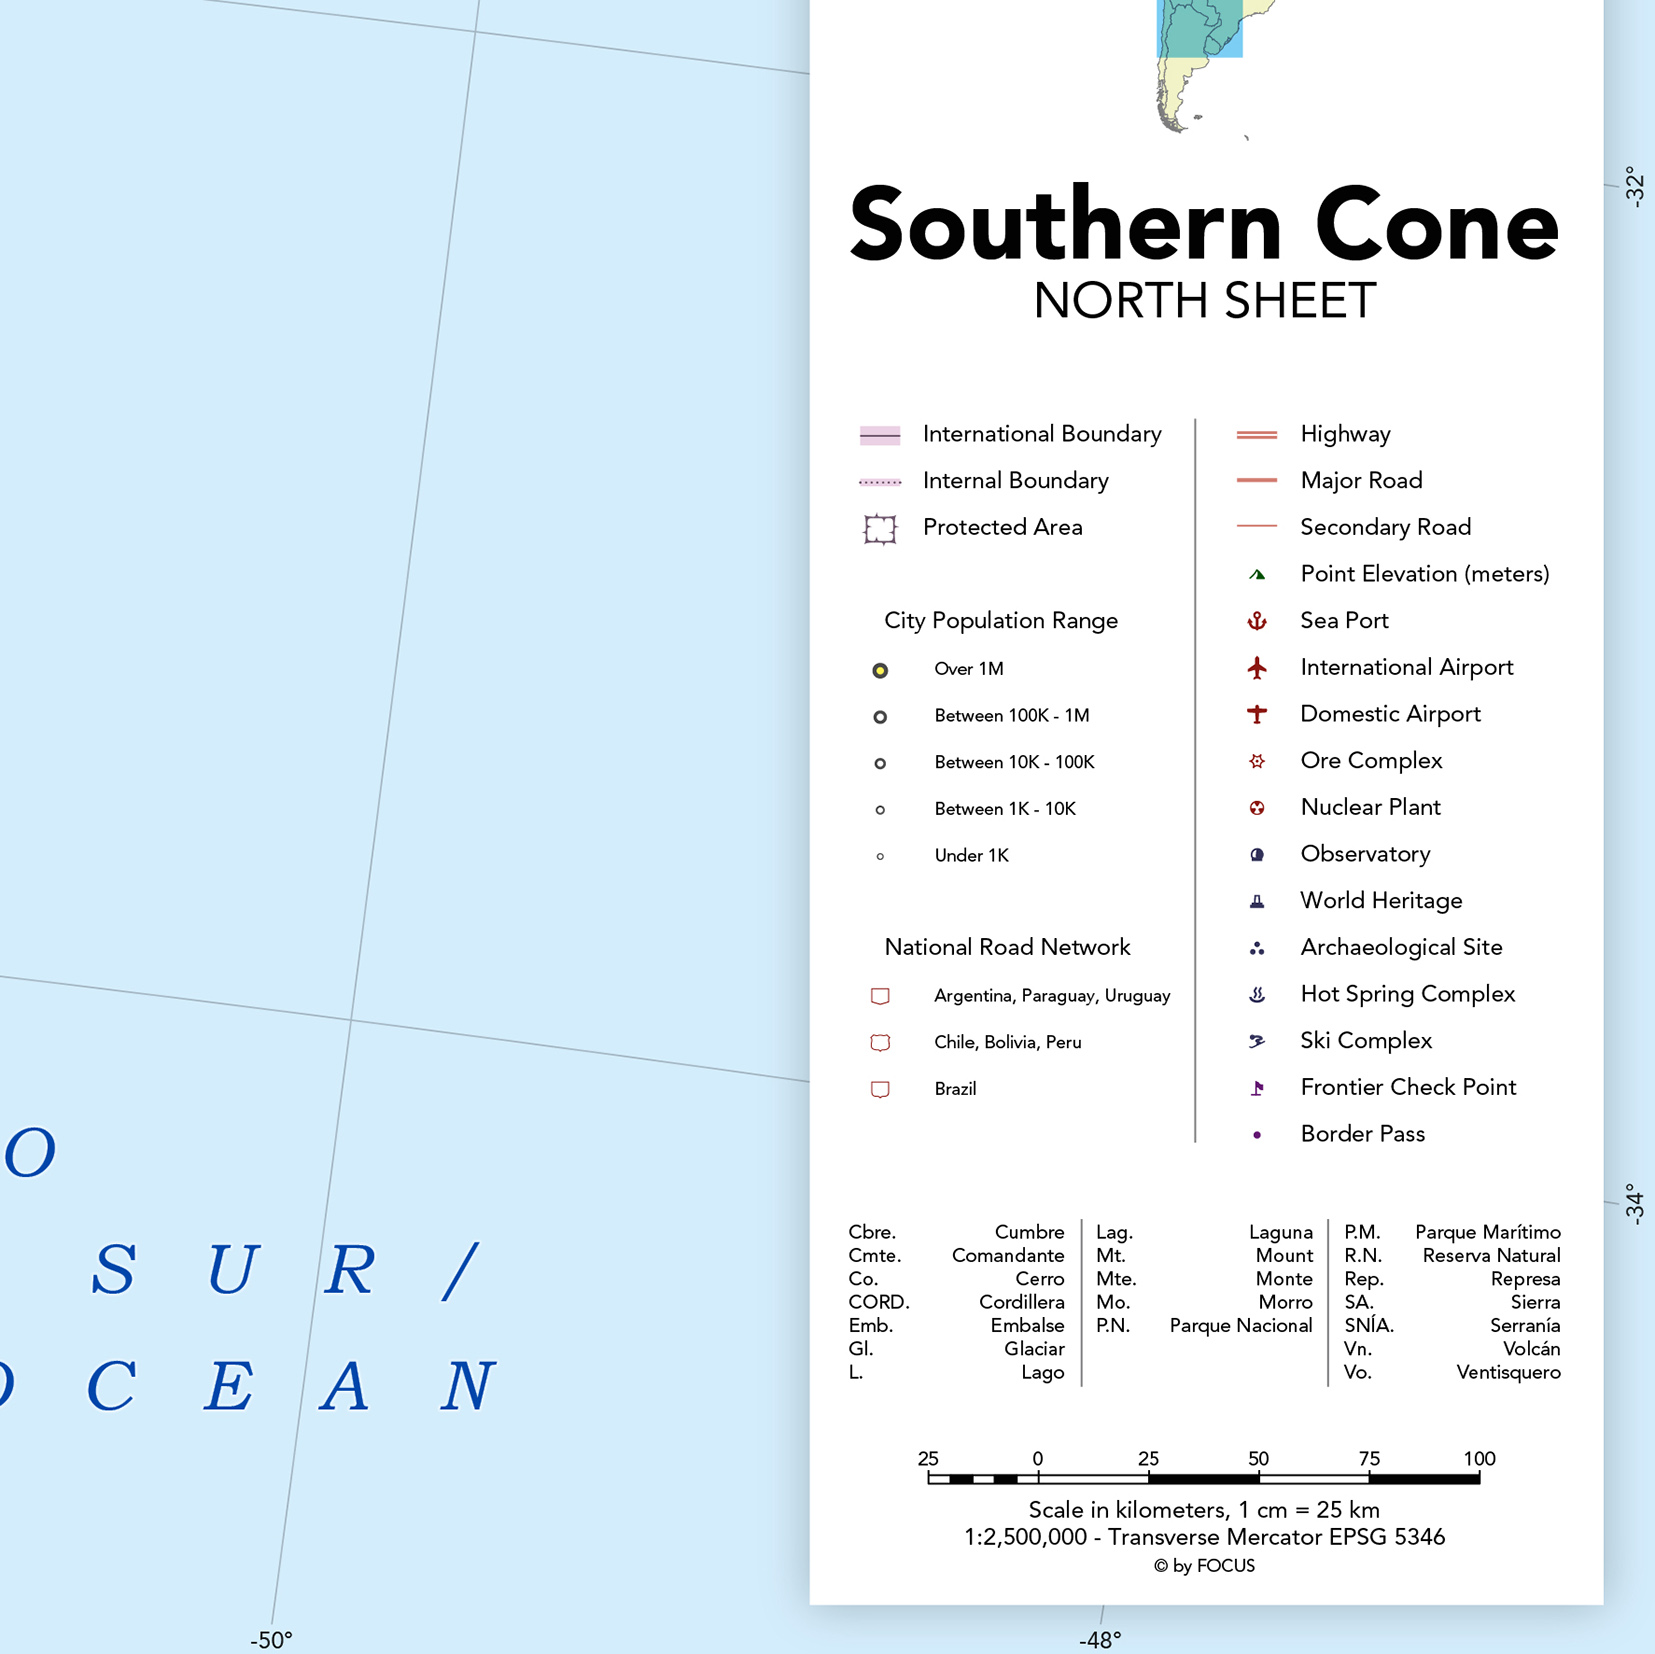 Southern Cone
NORTH SHEET
International Boundary
Internal Boundary
Protected Area
City Population Range
Over 1M
Between 100K - 1M
Between 10K - 100K
Between 1K - 10K
Under 1K
National Road Network
Argentina, Paraguay, Uruguay
Chile, Bolivia, Peru
Brazil
Highway
Major Road
Secondary Road
Point Elevation (meters)
Sea Port
International Airport
Domestic Airport
Ore Complex
Nuclear Plant
Observatory
World Heritage
Archaeological Site
Hot Spring Complex
Ski Complex
Frontier Check Point
Border Pass
Cbre. Cumbre
Cmte. Comandante
Co. Cerro
CORD. Cordillera
Emb. Embalse
Gl. Glaciar
L. Lago
Lag. Laguna
Mt. Mount
Mte. Monte
Mo. Morro
P.N. Parque Nacional
P.M. Parque Marítimo
R.N. Reserva Natural
Rep. Represa
SA. Sierra
SNÍA. Serranía
Vn. Volcán
Vo. Ventisquero
25 0 25 50 75 100
Scale in kilometers, 1 cm = 25 km
1:2,500,000 - Transverse Mercator EPSG 5346
© by FOCUS
O
S U R /
O C E A N
-32°
-34°
-50°
-48°